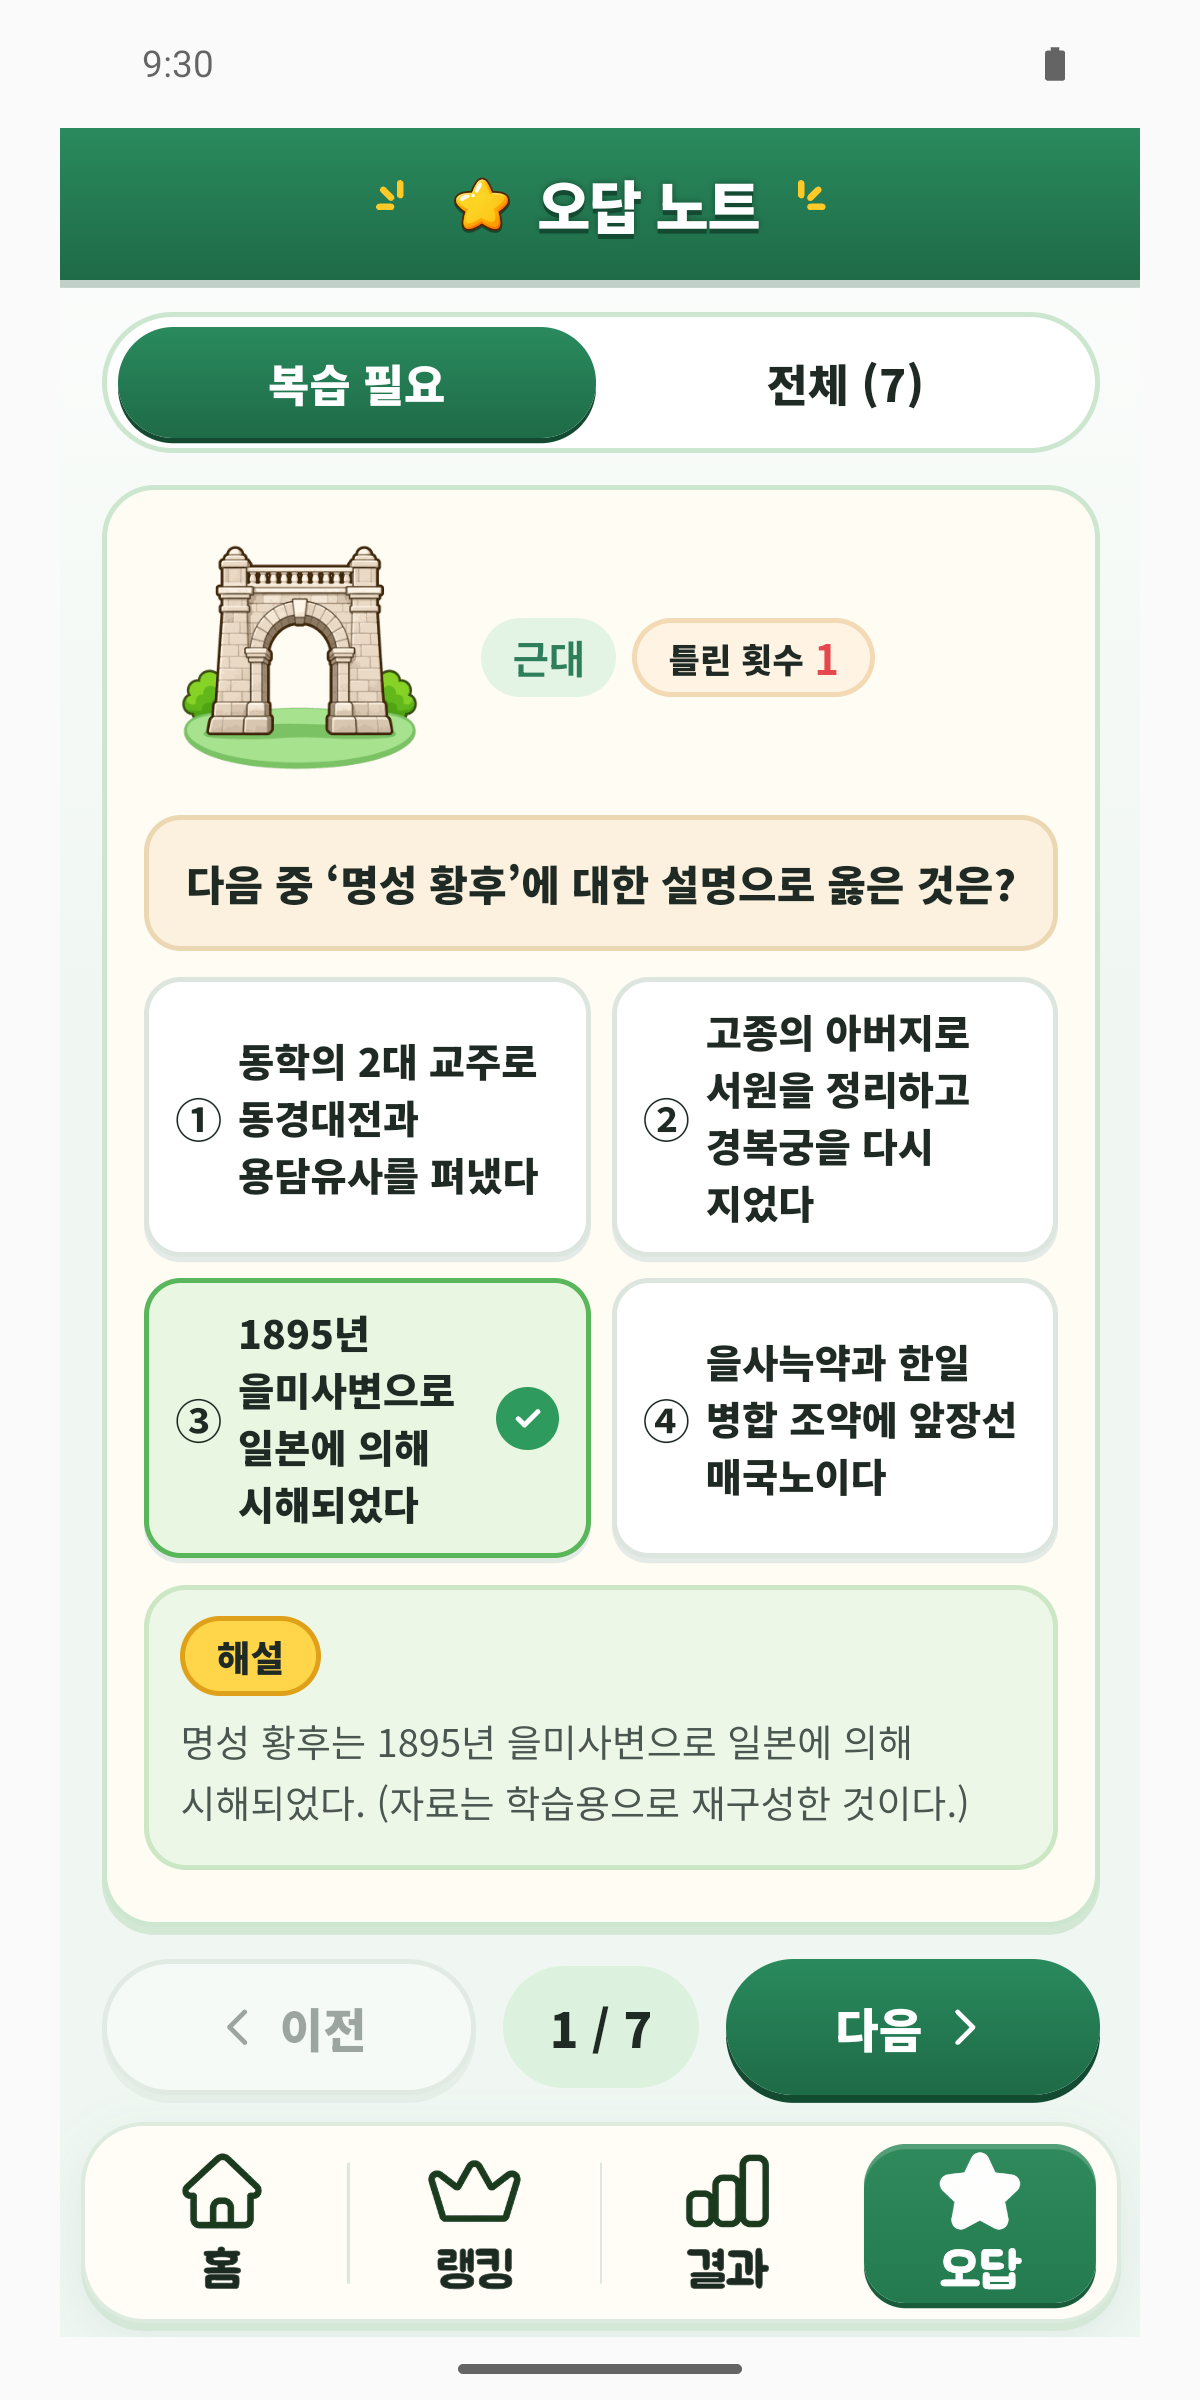 9:30
오답 노트
복습 필요
전체 (7)
근대
틀린 횟수 1
다음 중 ‘명성 황후’에 대한 설명으로 옳은 것은?
① 동학의 2대 교주로
동경대전과
용담유사를 펴냈다
② 고종의 아버지로
서원을 정리하고
경복궁을 다시
지었다
③ 1895년
을미사변으로
일본에 의해
시해되었다
④ 을사늑약과 한일
병합 조약에 앞장선
매국노이다
해설
명성 황후는 1895년 을미사변으로 일본에 의해
시해되었다. (자료는 학습용으로 재구성한 것이다.)
이전
1 / 7
다음
홈
랭킹
결과
오답